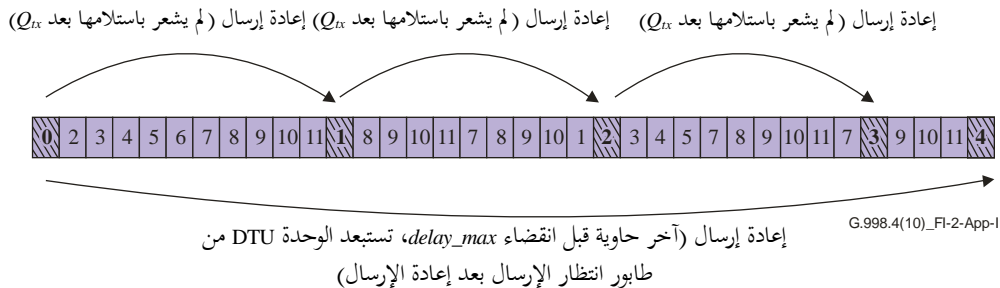 إعادة إرسال (لم يشعر باستلامها بعد Qtx) إعادة إرسال (لم يشعر باستلامها بعد Qtx) إعادة إرسال (لم يشعر باستلامها بعد Qtx)
0 2 3 4 5 6 7 8 9 10 11 1 8 9 10 11 7 8 9 10 1 2 3 4 5 7 8 9 10 11 7 3 9 10 11 4
G.998.4(10)_FI-2-App-I
إعادة إرسال (آخر حاوية قبل انقضاء delay_max، تستبعد الوحدة DTU من
طابور انتظار الإرسال بعد إعادة الإرسال)